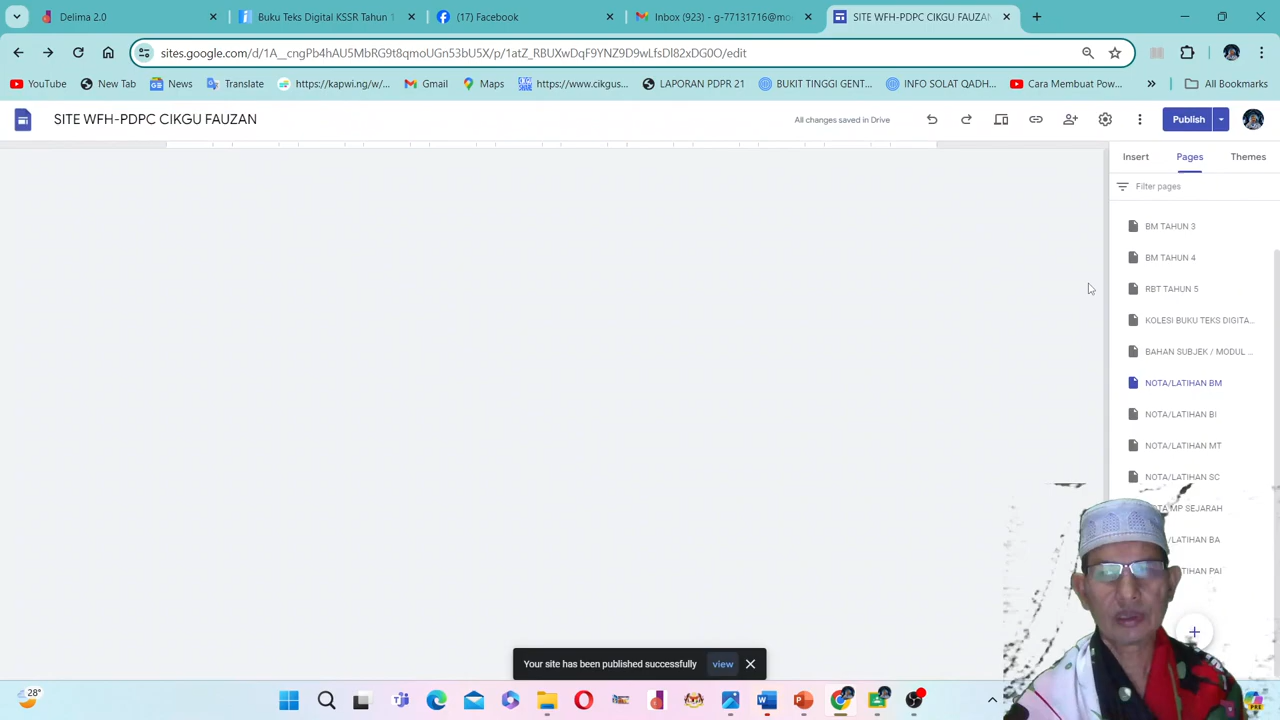 Delima 2.0
Buku Teks Digital KSSR Tahun 1
(17) Facebook
Inbox (923) - g-77131716@mo
SITE WFH-PDPC CIKGU FAUZAN
sites.google.com/d/1A__cngPb4hAU5MbRG9t8qmoUGn53bU5X/p/1atZ_RBUXwDqF9YNZ9D9wLfsDl82xDG0O/edit
YouTube
New Tab
News
Translate
https://kapwi.ng/w/...
Gmail
Maps
https://www.cikgus...
LAPORAN PDPR 21
BUKIT TINGGI GENT...
INFO SOLAT QADH...
Cara Membuat Pow...
All Bookmarks
SITE WFH-PDPC CIKGU FAUZAN
All changes saved in Drive
Publish
Insert
Pages
Themes
Filter pages
BM TAHUN 3
BM TAHUN 4
RBT TAHUN 5
KOLESI BUKU TEKS DIGITA...
BAHAN SUBJEK / MODUL ...
NOTA/LATIHAN BM
NOTA/LATIHAN BI
NOTA/LATIHAN MT
NOTA/LATIHAN SC
MP SEJARAH
BA
PAI
Your site has been published successfully
view
28°